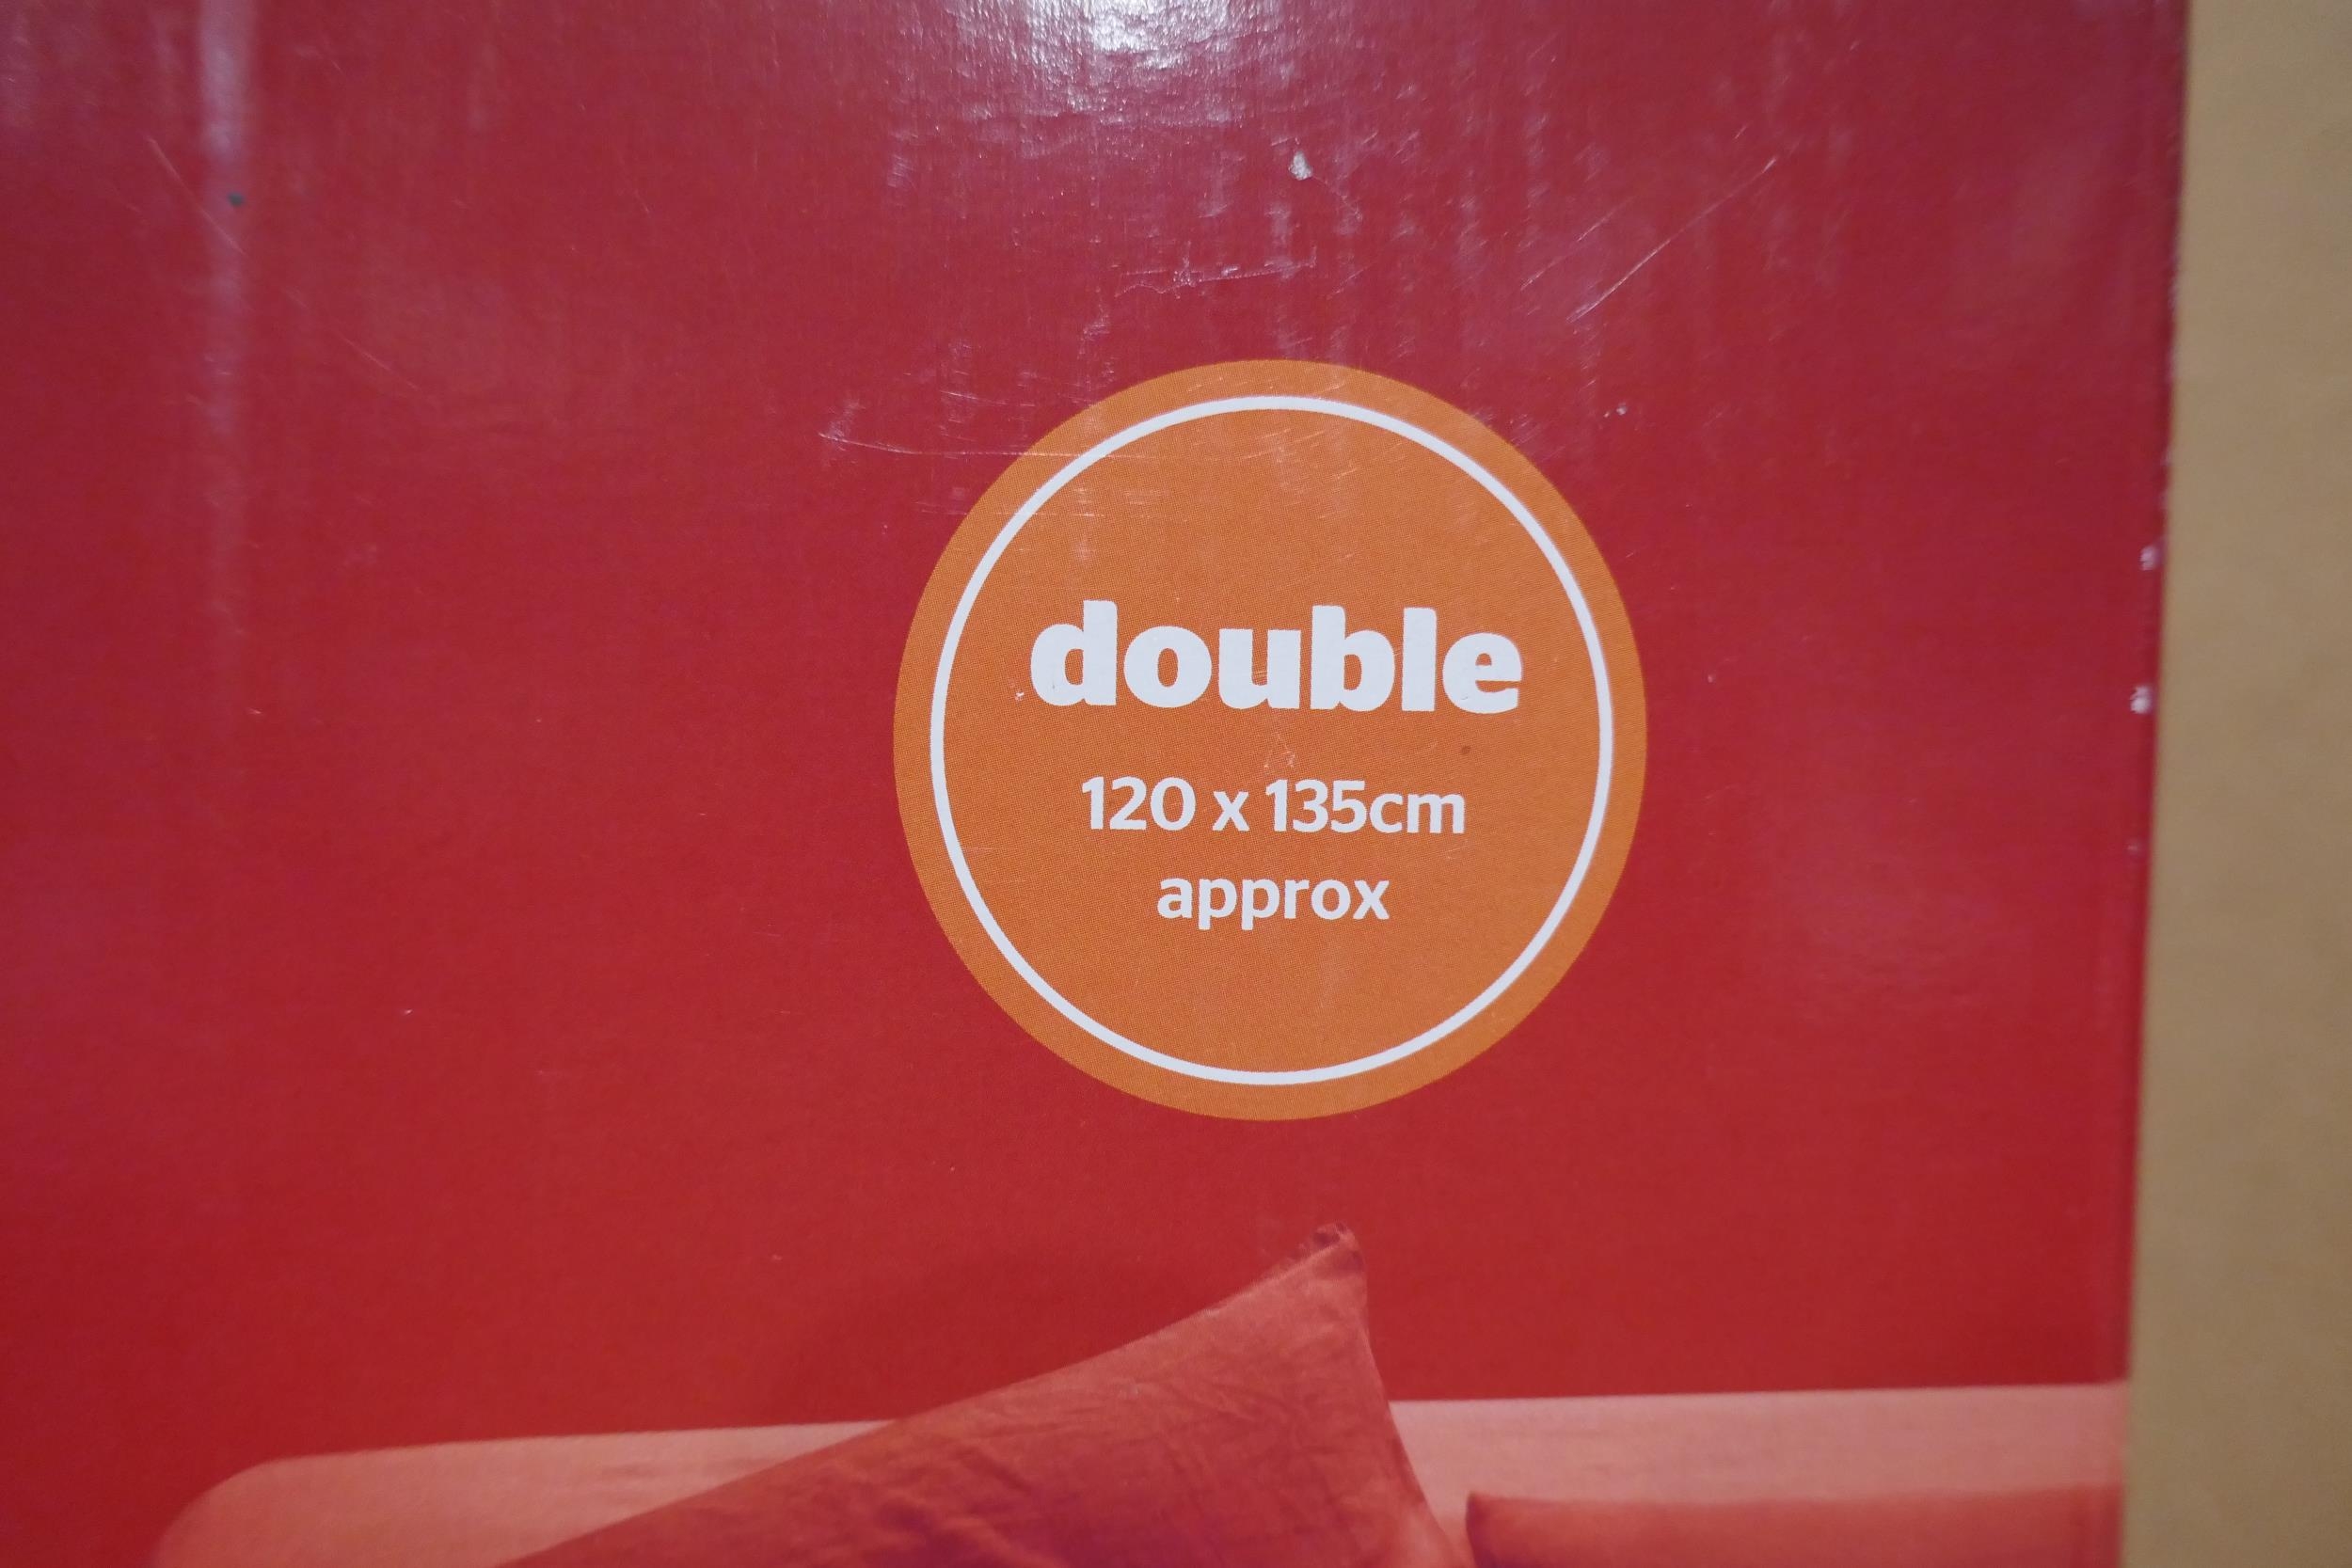 double
120 x 135cm
approx